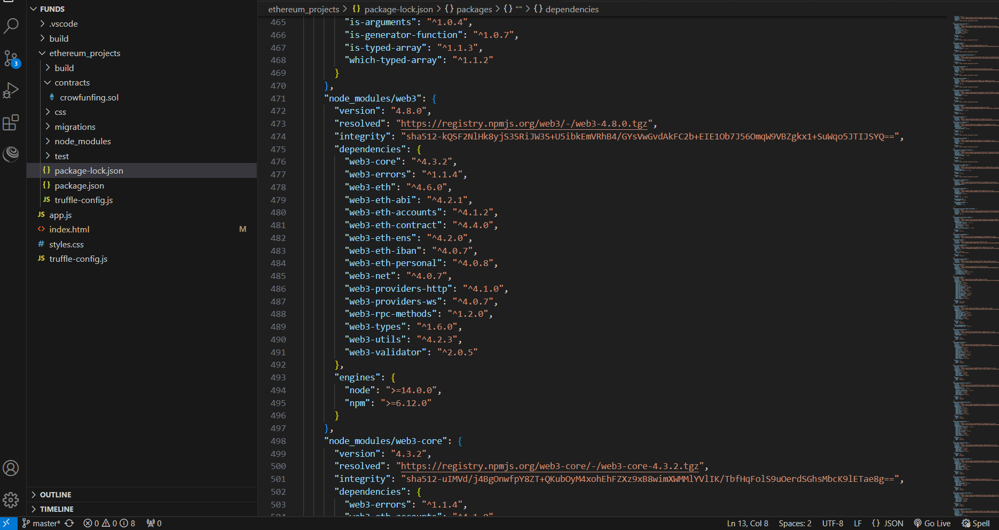 FUNDS
.vscode
build
ethereum_projects
build
contracts
crowfunfing.sol
css
migrations
node_modules
test
package-lock.json
package.json
truffle-config.js
app.js
index.html M
styles.css
truffle-config.js
OUTLINE
TIMELINE
3
ethereum_projects > {} package-lock.json > {} packages > {} "" > {} dependencies
465 "is-arguments": "^1.0.4",
466 "is-generator-function": "^1.0.7",
467 "is-typed-array": "^1.1.3",
468 "which-typed-array": "^1.1.2"
469 }
470 },
471 "node_modules/web3": {
472 "version": "4.8.0",
473 "resolved": "https://registry.npmjs.org/web3/-/web3-4.8.0.tgz",
474 "integrity": "sha512-kQSF2NlHk8yjS3SRiJW3S+U5ibkEmVRhB4/GYsVwGvdAkFC2b+EIE1Ob7J56OmqW9VBZgkx1+SuWqo5JTIJSYQ==",
475 "dependencies": {
476 "web3-core": "^4.3.2",
477 "web3-errors": "^1.1.4",
478 "web3-eth": "^4.6.0",
479 "web3-eth-abi": "^4.2.1",
480 "web3-eth-accounts": "^4.1.2",
481 "web3-eth-contract": "^4.4.0",
482 "web3-eth-ens": "^4.2.0",
483 "web3-eth-iban": "^4.0.7",
484 "web3-eth-personal": "^4.0.8",
485 "web3-net": "^4.0.7",
486 "web3-providers-http": "^4.1.0",
487 "web3-providers-ws": "^4.0.7",
488 "web3-rpc-methods": "^1.2.0",
489 "web3-types": "^1.6.0",
490 "web3-utils": "^4.2.3",
491 "web3-validator": "^2.0.5"
492 },
493 "engines": {
494 "node": ">=14.0.0",
495 "npm": ">=6.12.0"
496 }
497 },
498 "node_modules/web3-core": {
499 "version": "4.3.2",
500 "resolved": "https://registry.npmjs.org/web3-core/-/web3-core-4.3.2.tgz",
501 "integrity": "sha512-uIMVd/j4BgOnwfpY8ZT+QKubOyM4xohEhFZXz9xB8wimXWMMlYVlIK/TbfHqFolS9uOerdSGhsMbcK9lETae8g==",
502 "dependencies": {
503 "web3-errors": "^1.1.4",
master* 0 0 8 0 Ln 13, Col 8 Spaces: 2 UTF-8 LF {} JSON Go Live Spell